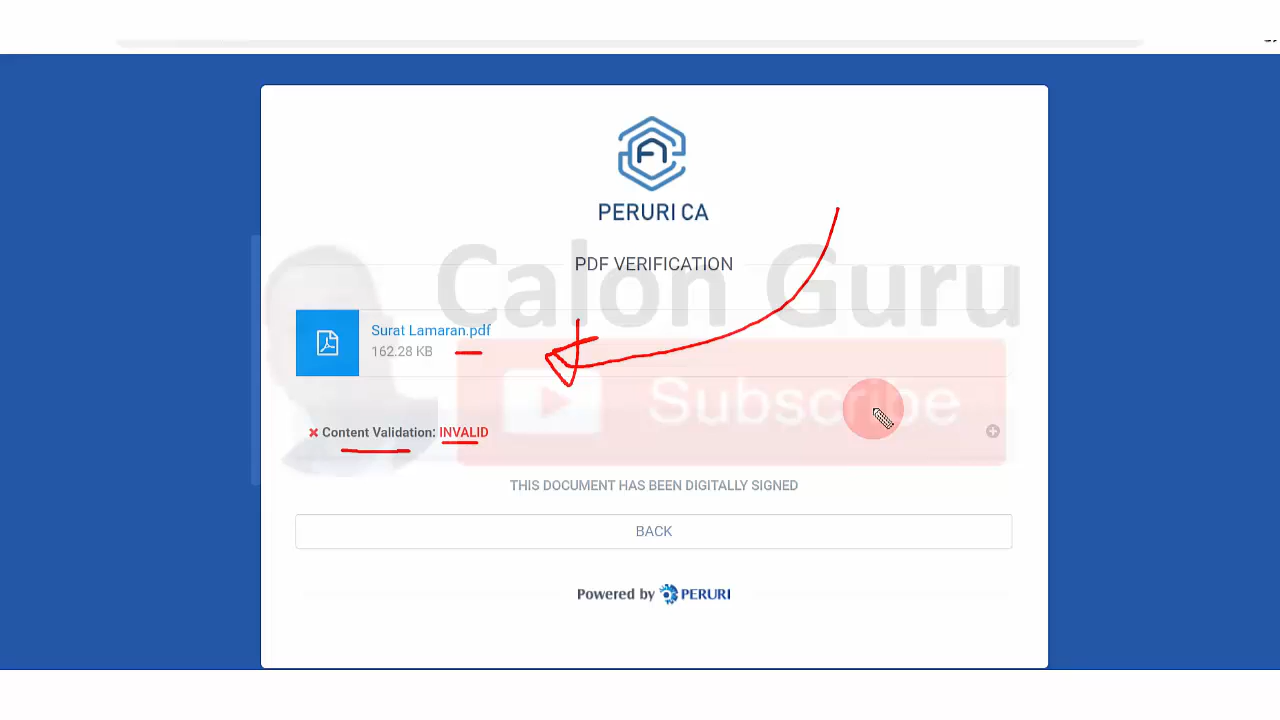 PERURI CA
Calon Guru
PDF VERIFICATION
Surat Lamaran.pdf
162.28 KB
Subscribe
Content Validation: INVALID
THIS DOCUMENT HAS BEEN DIGITALLY SIGNED
BACK
Powered by PERURI